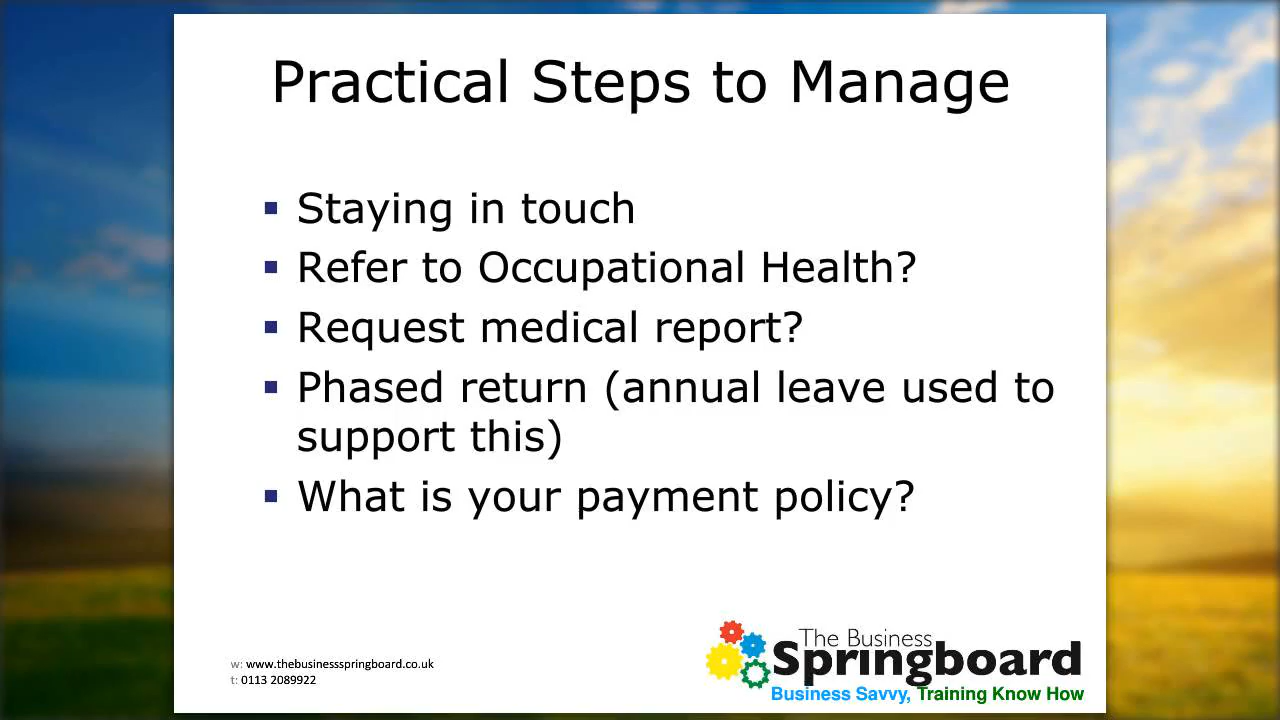 Practical Steps to Manage
▪ Staying in touch
▪ Refer to Occupational Health?
▪ Request medical report?
▪ Phased return (annual leave used to
support this)
▪ What is your payment policy?
w: www.thebusinessspringboard.co.uk
t: 0113 2089922
The Business
Springboard
Business Savvy, Training Know How